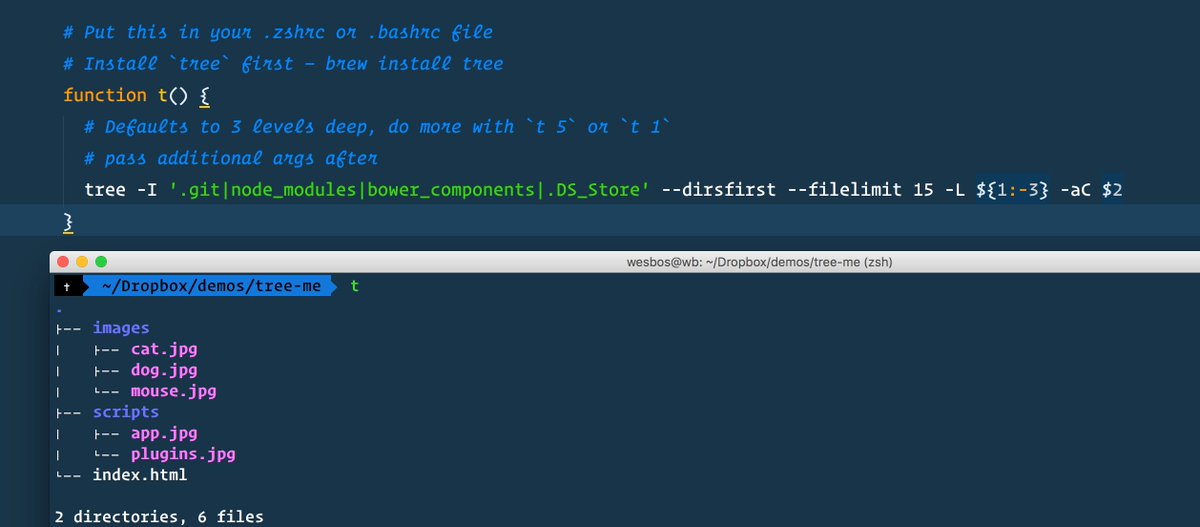 # Put this in your .zshrc or .bashrc file
# Install `tree` first - brew install tree
function t() {
# Defaults to 3 levels deep, do more with `t 5` or `t 1`
# pass additional args after
tree -I '.git|node_modules|bower_components|.DS_Store' --dirsfirst --filelimit 15 -L ${1:-3} -aC $2
}
wesbos@wb: ~/Dropbox/demos/tree-me (zsh)
† ~/Dropbox/demos/tree-me t
.
├── images
│   ├── cat.jpg
│   ├── dog.jpg
│   └── mouse.jpg
├── scripts
│   ├── app.jpg
│   └── plugins.jpg
└── index.html
2 directories, 6 files